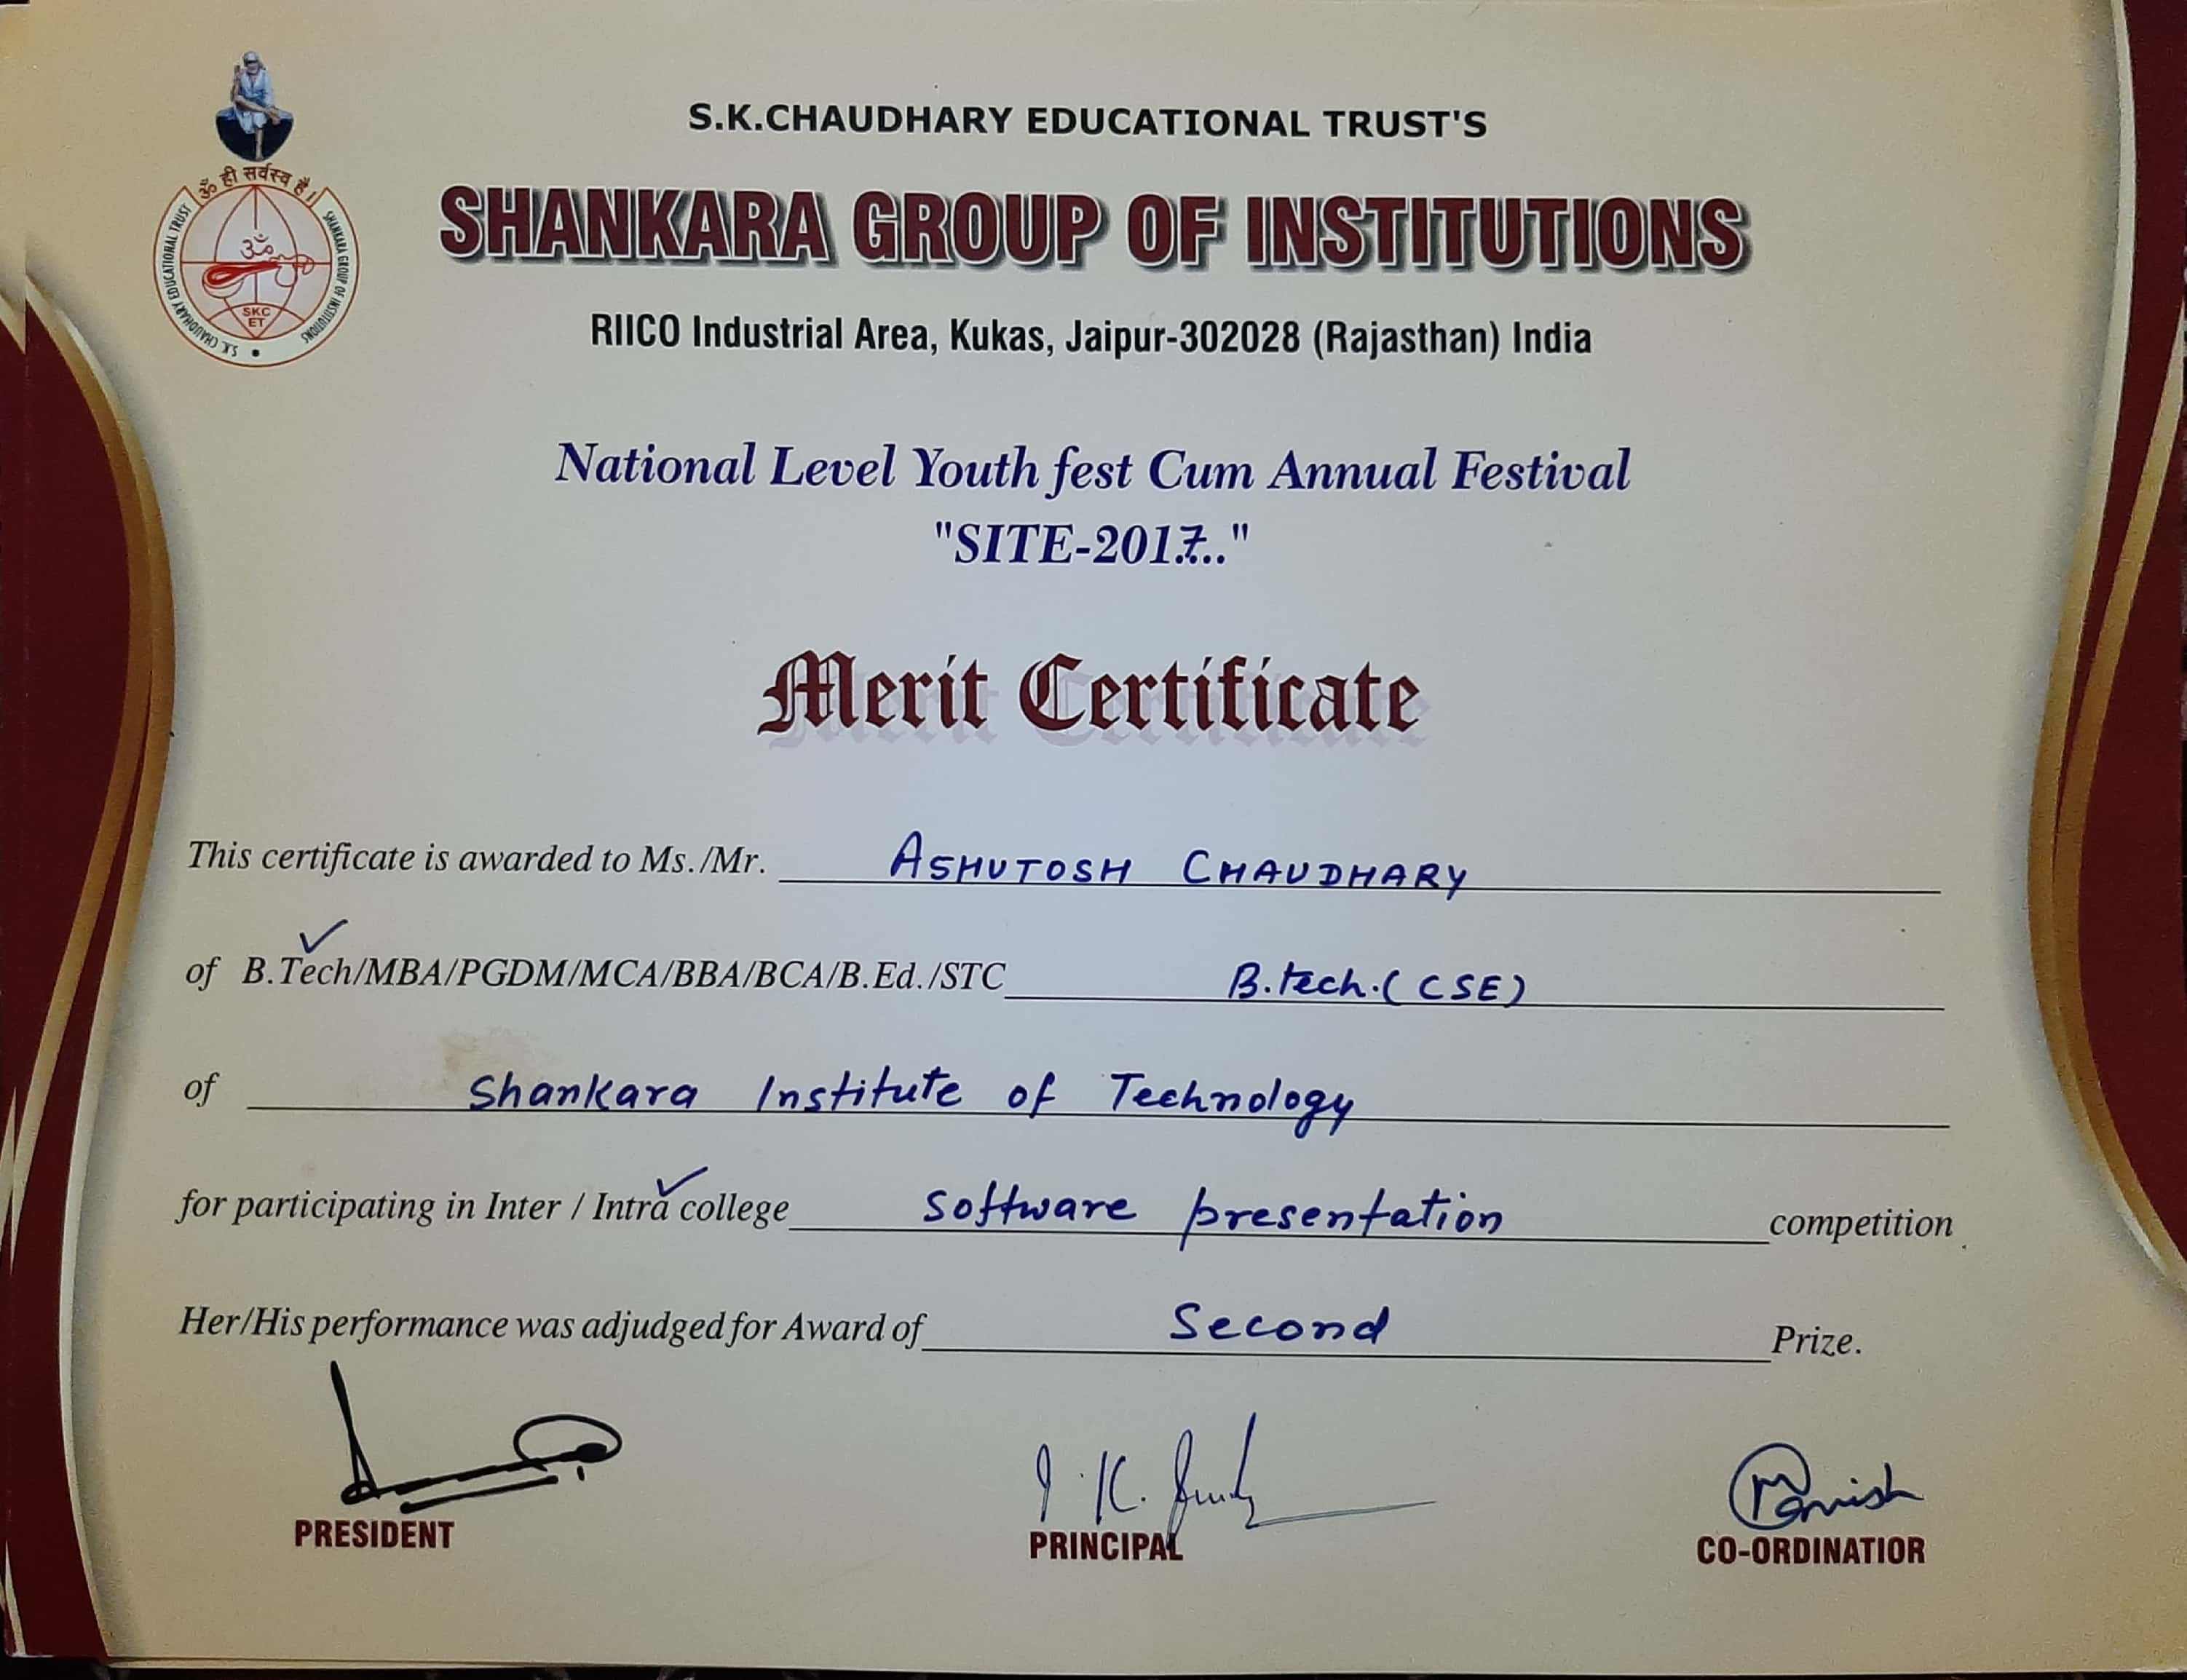 S.K.CHAUDHARY EDUCATIONAL TRUST'S
ॐ ही सर्वस्व है।
S.K. CHAUDHARY EDUCATIONAL TRUST
SHANKARA GROUP OF INSTITUTIONS
ॐ
SKC
ET
SHANKARA GROUP OF INSTITUTIONS
RIICO Industrial Area, Kukas, Jaipur-302028 (Rajasthan) India
National Level Youth fest Cum Annual Festival
"SITE-2017..."
Merit Certificate
This certificate is awarded to Ms./Mr. ASHUTOSH CHAUDHARY
of B.Tech/MBA/PGDM/MCA/BBA/BCA/B.Ed./STC B.tech.(CSE)
of Shankara Institute of Technology
for participating in Inter / Intra college Software presentation competition
Her/His performance was adjudged for Award of Second Prize.
PRESIDENT
PRINCIPAL
CO-ORDINATIOR